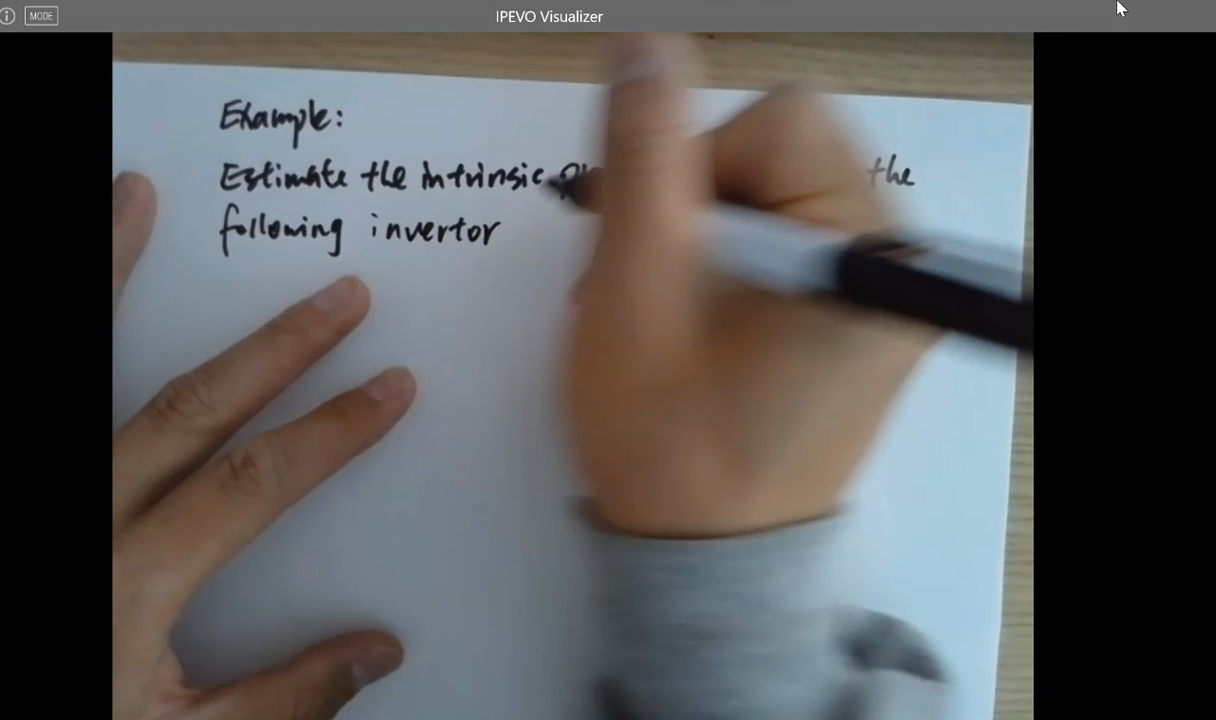 MODE
IPEVO Visualizer
Example:
Estimate the intrinsic the
following invertor